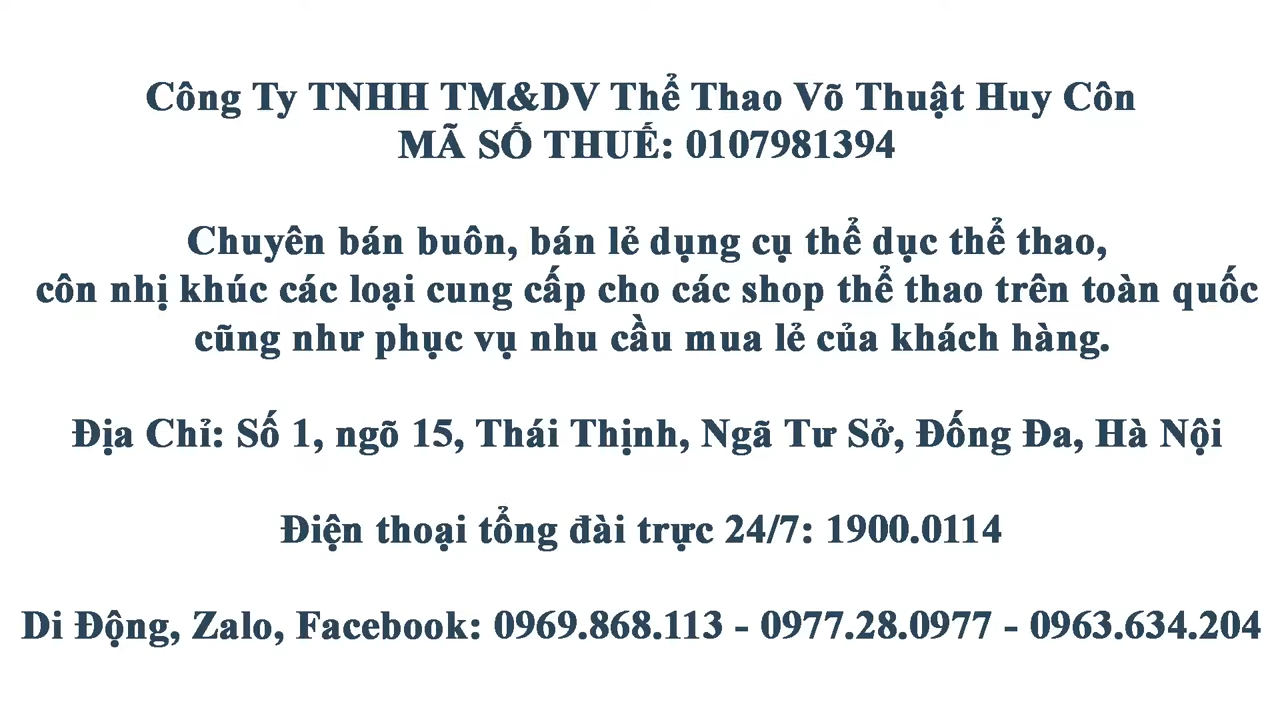 Công Ty TNHH TM&DV Thể Thao Võ Thuật Huy Côn
MÃ SỐ THUẾ: 0107981394
Chuyên bán buôn, bán lẻ dụng cụ thể dục thể thao,
côn nhị khúc các loại cung cấp cho các shop thể thao trên toàn quốc
cũng như phục vụ nhu cầu mua lẻ của khách hàng.
Địa Chỉ: Số 1, ngõ 15, Thái Thịnh, Ngã Tư Sở, Đống Đa, Hà Nội
Điện thoại tổng đài trực 24/7: 1900.0114
Di Động, Zalo, Facebook: 0969.868.113 - 0977.28.0977 - 0963.634.204